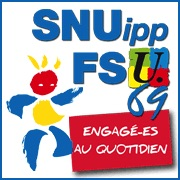 SNUipp
FSU.
69
ENGAGÉ-ES
AU QUOTIDIEN